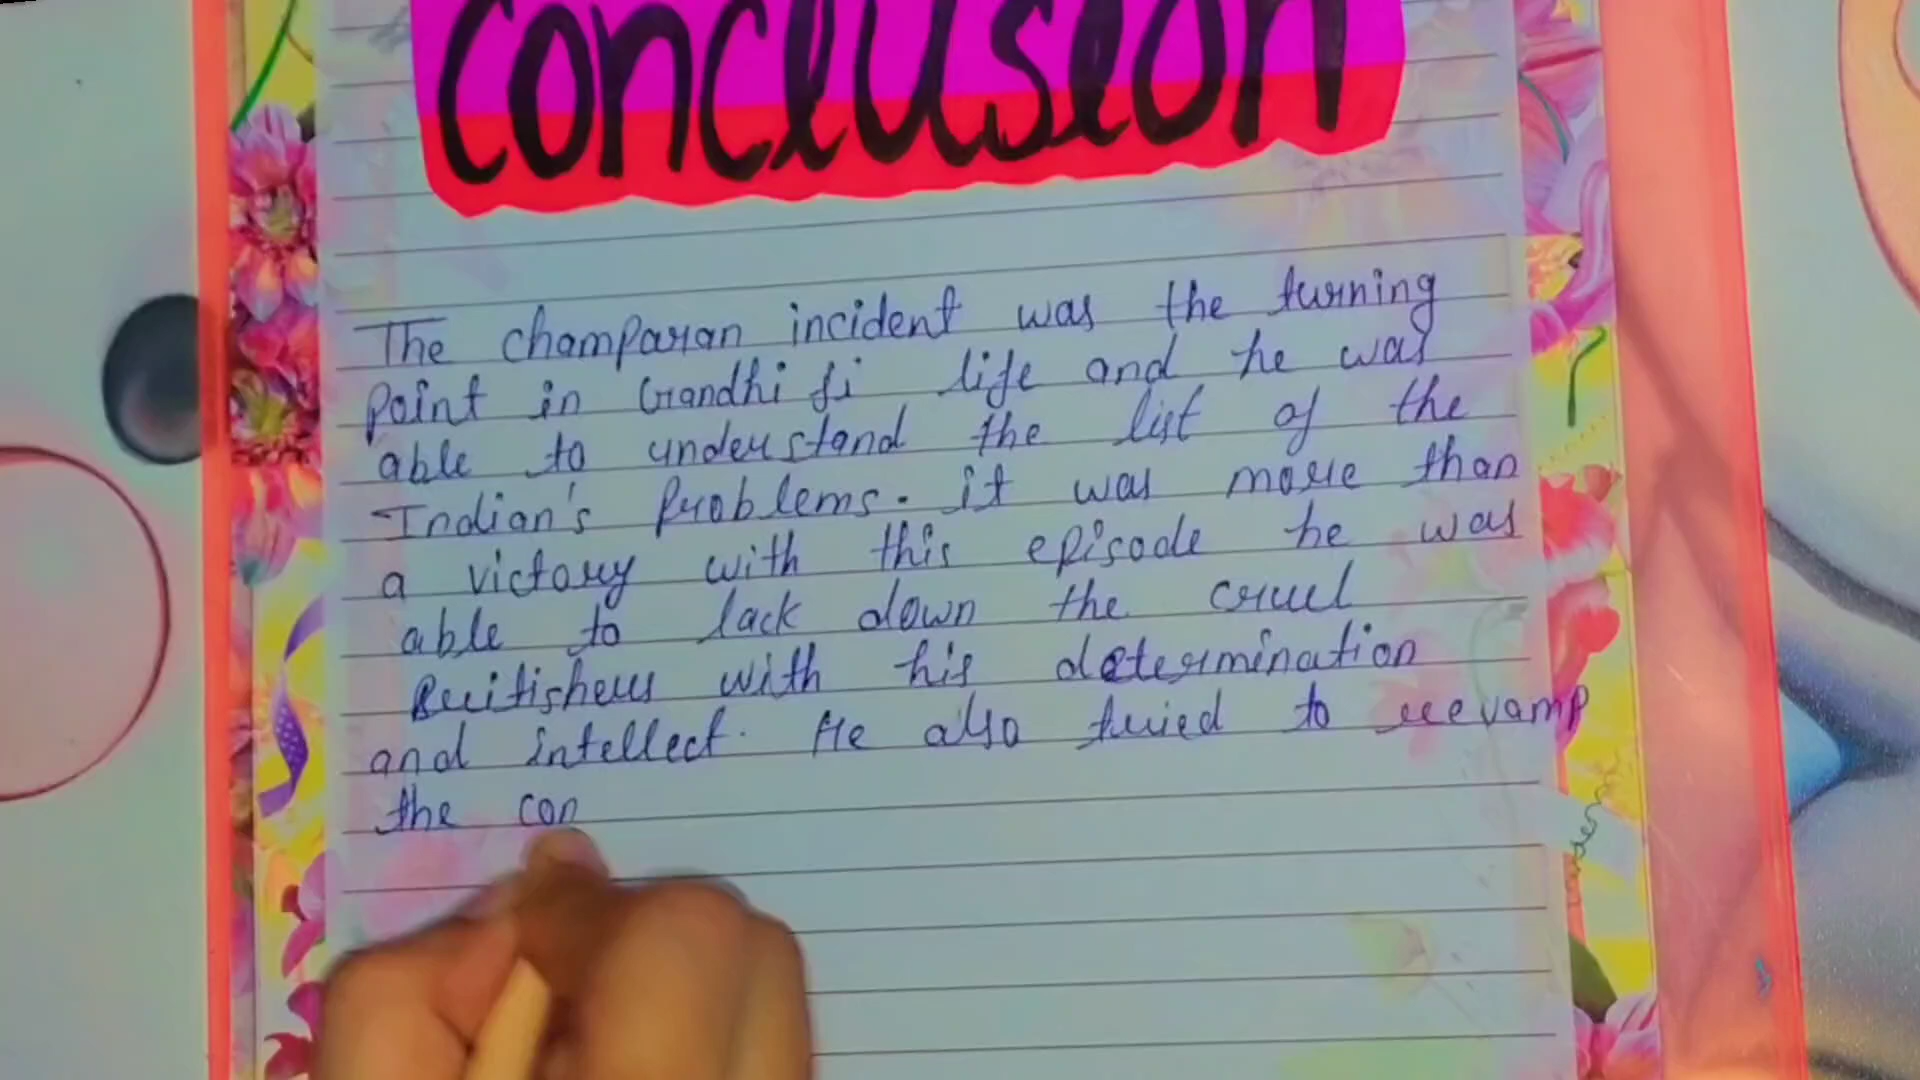 Conclusion
The champaran incident was the turning
point in Gandhi ji life and he was
able to understand the list of the
Indian's problems. it was more than
a victory with this episode he was
able to lack down the cruel
Britishers with his determination
and intellect. He also tried to revamp
the con